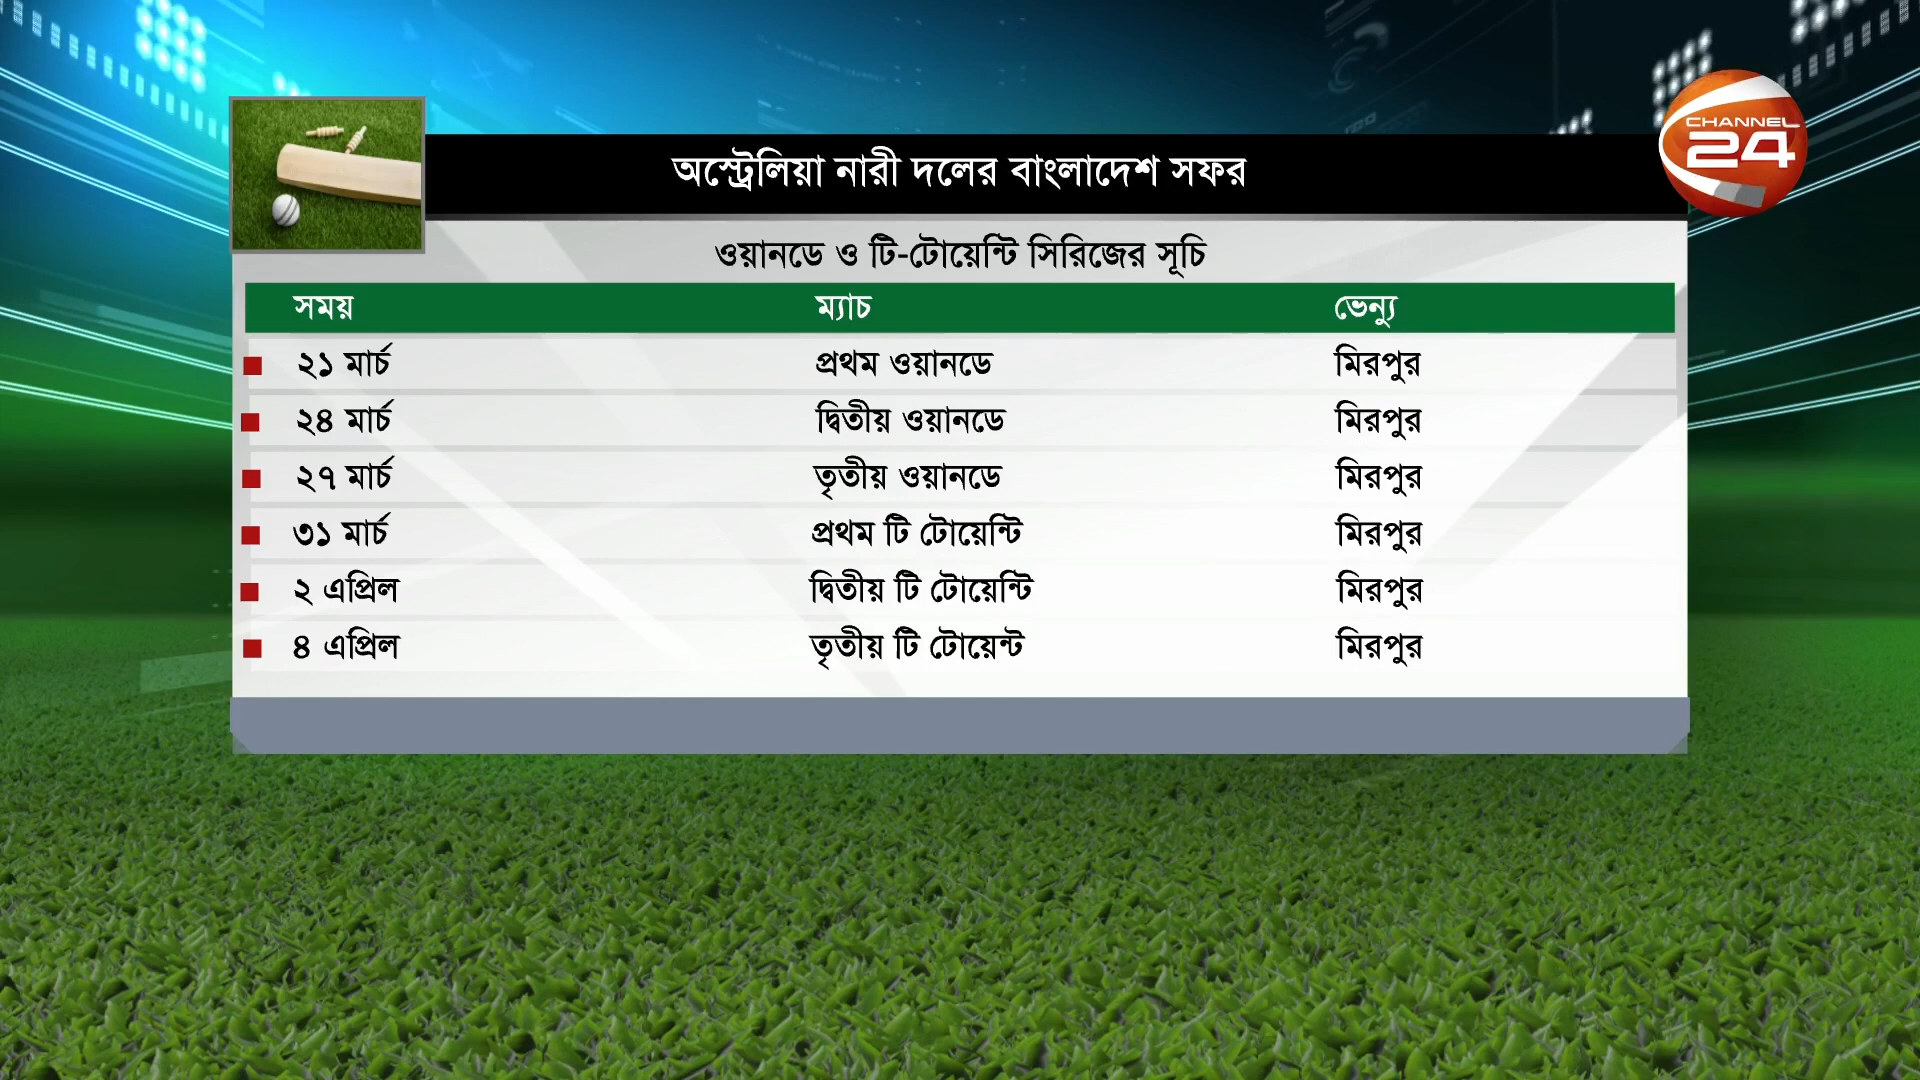 CHANNEL
24
অস্ট্রেলিয়া নারী দলের বাংলাদেশ সফর
ওয়ানডে ও টি-টোয়েন্টি সিরিজের সূচি
সময় ম্যাচ ভেন্যু
২১ মার্চ প্রথম ওয়ানডে মিরপুর
২৪ মার্চ দ্বিতীয় ওয়ানডে মিরপুর
২৭ মার্চ তৃতীয় ওয়ানডে মিরপুর
৩১ মার্চ প্রথম টি টোয়েন্টি মিরপুর
২ এপ্রিল দ্বিতীয় টি টোয়েন্টি মিরপুর
৪ এপ্রিল তৃতীয় টি টোয়েন্ট মিরপুর